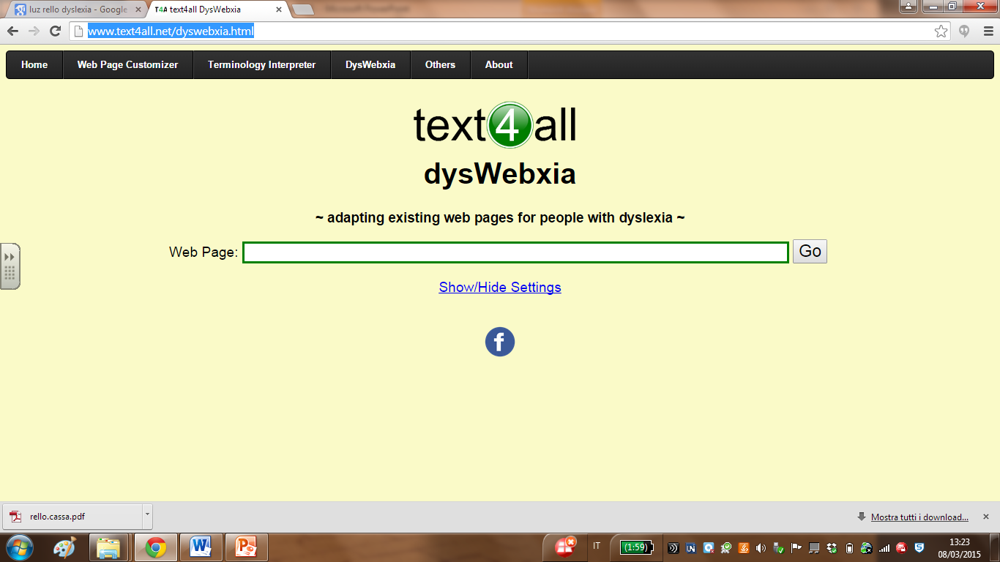 luz rello dyslexia - Google
T4A text4all DysWebxia
Microsoft PowerPoint
www.text4all.net/dyswebxia.html
Home Web Page Customizer Terminology Interpreter DysWebxia Others About
text4all
dysWebxia
~ adapting existing web pages for people with dyslexia ~
Web Page: Go
Show/Hide Settings
f
rello.cassa.pdf
Mostra tutti i download...
IT
(1:59)
13:23
08/03/2015